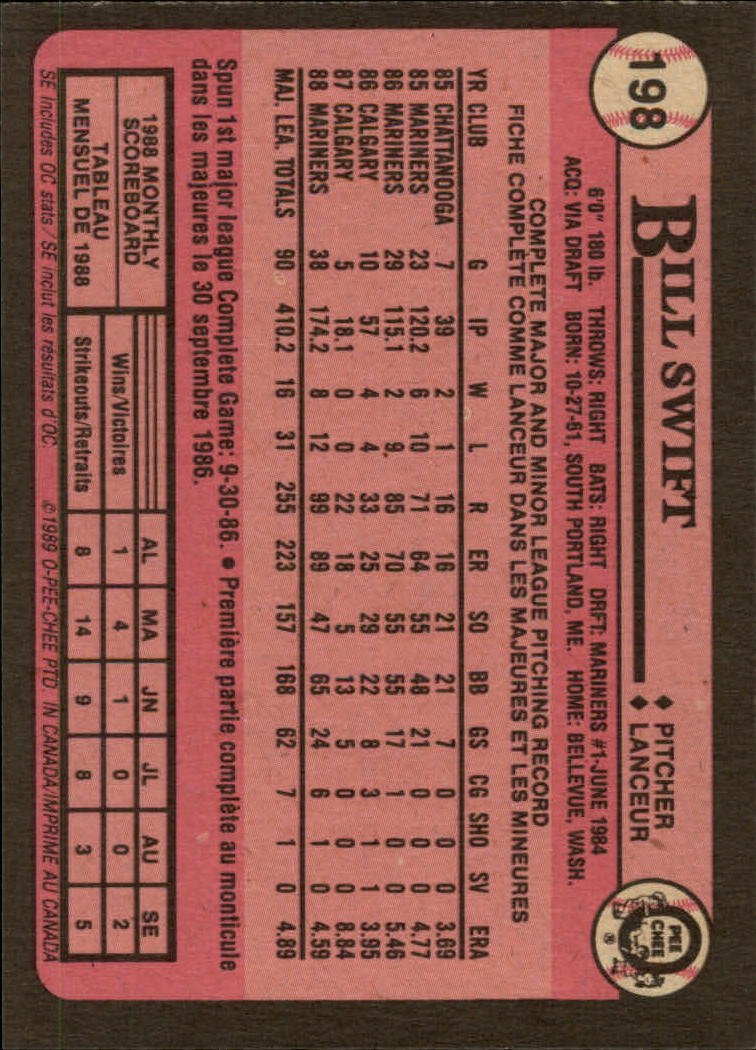 198
BILL SWIFT
♦ PITCHER
♦ LANCEUR
O PEE CHEE ®
6'0" 180 lb. THROWS: RIGHT BATS: RIGHT DRFT: MARINERS #1-JUNE 1984
ACQ: VIA DRAFT BORN: 10-27-61, SOUTH PORTLAND, ME. HOME: BELLEVUE, WASH.
COMPLETE MAJOR AND MINOR LEAGUE PITCHING RECORD
FICHE COMPLÈTE COMME LANCEUR DANS LES MAJEURES ET LES MINEURES
YR CLUB G IP W L R ER SO BB GS CG SHO SV ERA
85 CHATTANOOGA 7 39 2 1 16 16 21 21 7 0 0 0 3.69
85 MARINERS 23 120.2 6 10 71 64 55 48 21 0 0 0 4.77
86 MARINERS 29 115.1 2 9 85 70 55 55 17 1 0 0 5.46
86 CALGARY 10 57 4 4 33 25 29 22 8 3 1 1 3.95
87 CALGARY 5 18.1 0 0 22 18 5 13 5 0 0 0 8.84
88 MARINERS 38 174.2 8 12 99 89 47 65 24 6 1 0 4.59
MAJ. LEA. TOTALS 90 410.2 16 31 255 223 157 168 62 7 1 0 4.89
Spun 1st major league Complete Game: 9-30-86. ● Première partie complète au monticule
dans les majeures le 30 septembre 1986.
1988 MONTHLY
SCOREBOARD
TABLEAU
MENSUEL DE 1988
AL MA JN JL AU SE
Wins/Victoires 1 4 1 0 0 2
Strikeouts/Retraits 8 14 9 8 3 5
SE includes OC stats / SE inclut les résultats d'OC. ©1989 O-PEE-CHEE PTD. IN CANADA/IMPRIMÉ AU CANADA